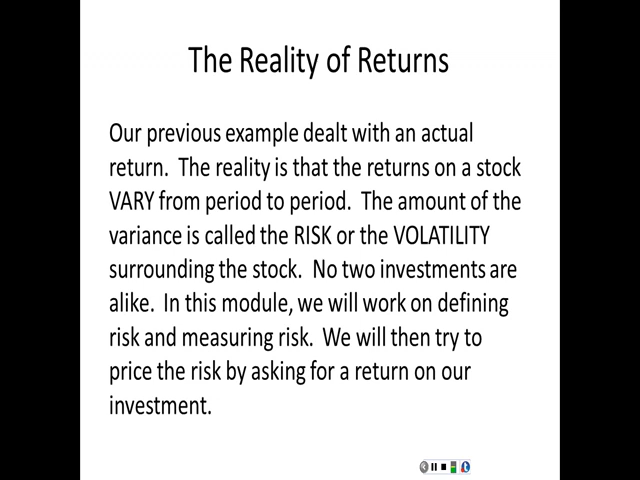 The Reality of Returns
Our previous example dealt with an actual
return. The reality is that the returns on a stock
VARY from period to period. The amount of the
variance is called the RISK or the VOLATILITY
surrounding the stock. No two investments are
alike. In this module, we will work on defining
risk and measuring risk. We will then try to
price the risk by asking for a return on our
investment.